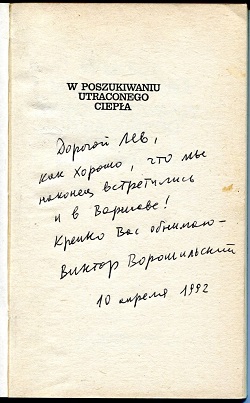 W POSZUKIWANIU
UTRACONEGO
CIEPŁA
Дорогой Лев,
как хорошо, что мы
наконец встретились
и в Варшаве!
Крепко Вас обнимаю –
Виктор Ворошильский
10 апреля 1992